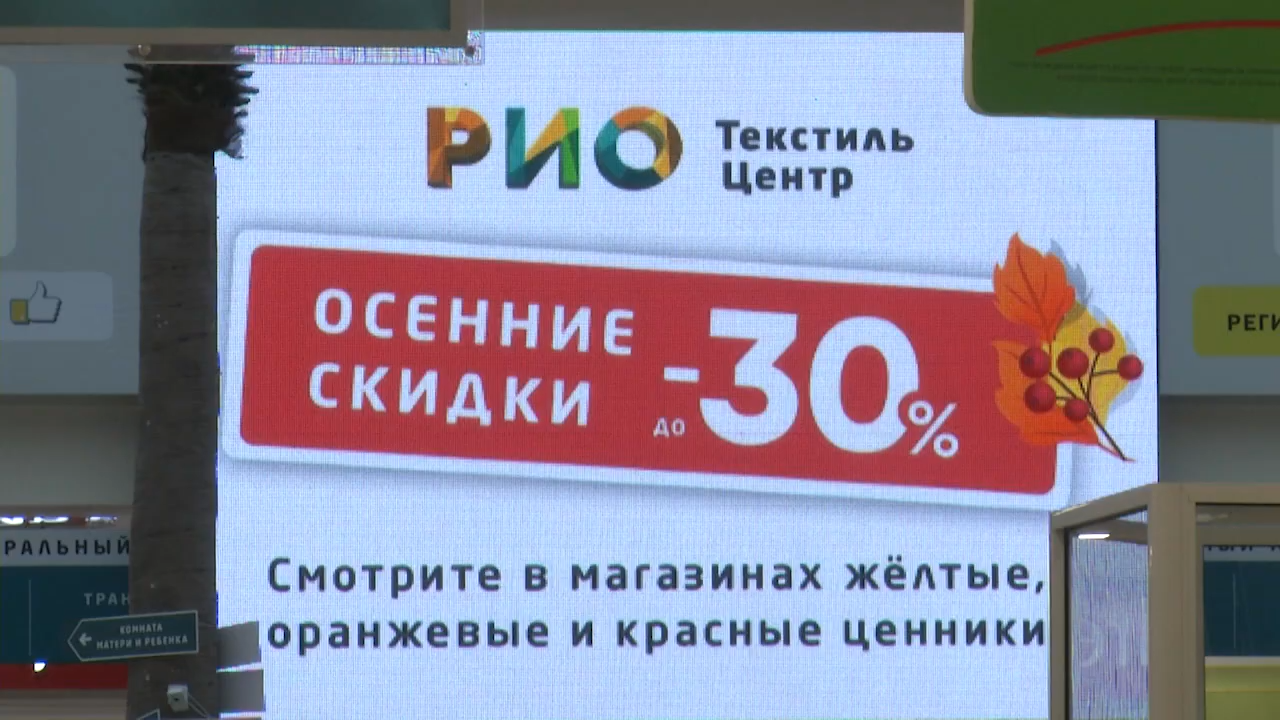 РИО Текстиль
Центр
ОСЕННИЕ
СКИДКИ
до -30%
Смотрите в магазинах жёлтые,
оранжевые и красные ценники
РЕГИ
РАЛЬНЫЙ
ТРАН
КОМНАТА
МАТЕРИ И РЕБЕНКА